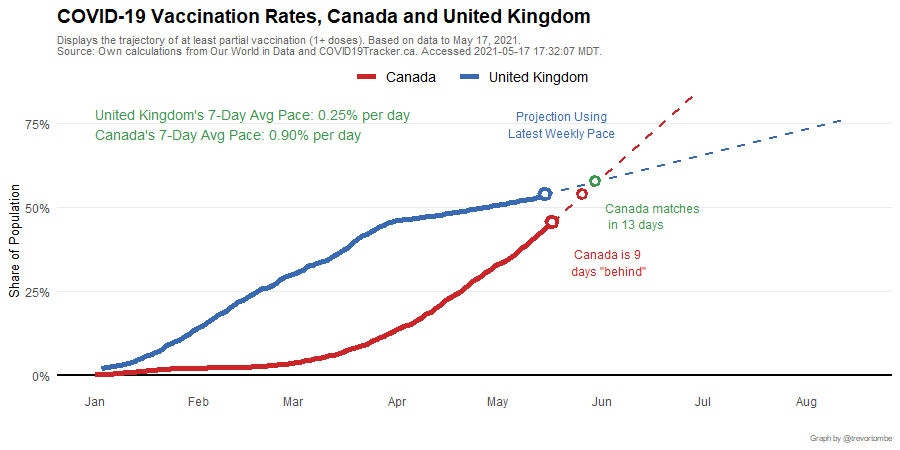 COVID-19 Vaccination Rates, Canada and United Kingdom
Displays the trajectory of at least partial vaccination (1+ doses). Based on data to May 17, 2021.
Source: Own calculations from Our World in Data and COVID19Tracker.ca. Accessed 2021-05-17 17:32:07 MDT.
Canada
United Kingdom
United Kingdom's 7-Day Avg Pace: 0.25% per day
Canada's 7-Day Avg Pace: 0.90% per day
Projection Using
Latest Weekly Pace
Canada matches
in 13 days
Canada is 9
days "behind"
Share of Population
75%
50%
25%
0%
Jan
Feb
Mar
Apr
May
Jun
Jul
Aug
Graph by @trevortombe